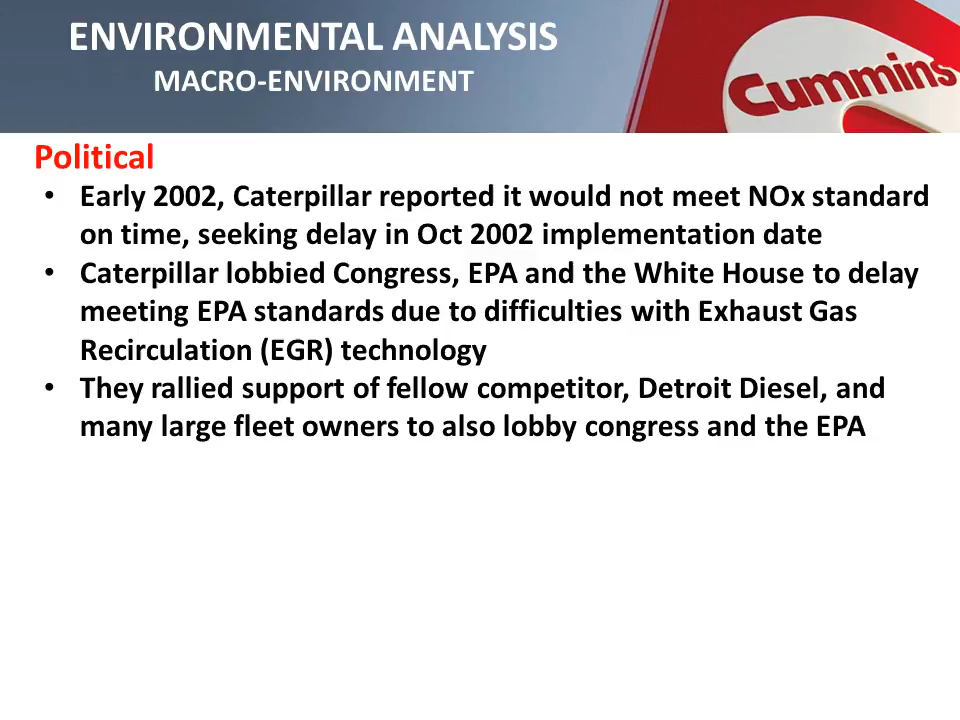 ENVIRONMENTAL ANALYSIS
MACRO-ENVIRONMENT
Cummins
Political
• Early 2002, Caterpillar reported it would not meet NOx standard
on time, seeking delay in Oct 2002 implementation date
• Caterpillar lobbied Congress, EPA and the White House to delay
meeting EPA standards due to difficulties with Exhaust Gas
Recirculation (EGR) technology
• They rallied support of fellow competitor, Detroit Diesel, and
many large fleet owners to also lobby congress and the EPA